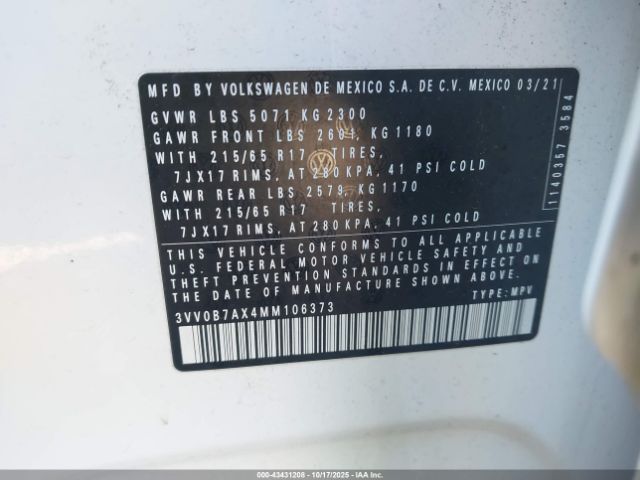 MFD BY VOLKSWAGEN DE MEXICO S.A. DE C.V. MEXICO 03/21
GVWR LBS 5071 KG 2300
GAWR FRONT LBS 2601, KG 1180
WITH 215/65 R17 TIRES,
7JX17 RIMS, AT 280 KPA, 41 PSI COLD
GAWR REAR LBS 2579, KG 1170
WITH 215/65 R17 TIRES,
7JX17 RIMS, AT 280 KPA, 41 PSI COLD
THIS VEHICLE CONFORMS TO ALL APPLICABLE
U.S. FEDERAL MOTOR VEHICLE SAFETY AND
THEFT PREVENTION STANDARDS IN EFFECT ON
DATE OF MANUFACTURE SHOWN ABOVE.
3VV0B7AX4MM106373 TYPE: MPV
1140357 3584
000-43431208 - 10/17/2025 - IAAI.COM